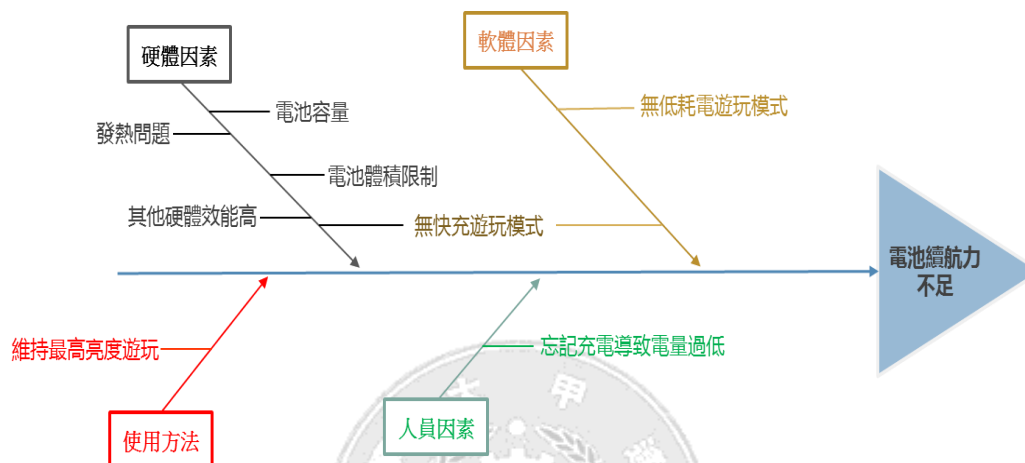 硬體因素
軟體因素
電池容量
無低耗電遊玩模式
發熱問題
電池體積限制
其他硬體效能高
無快充遊玩模式
電池續航力
不足
維持最高亮度遊玩
忘記充電導致電量過低
使用方法
人員因素
大
甲